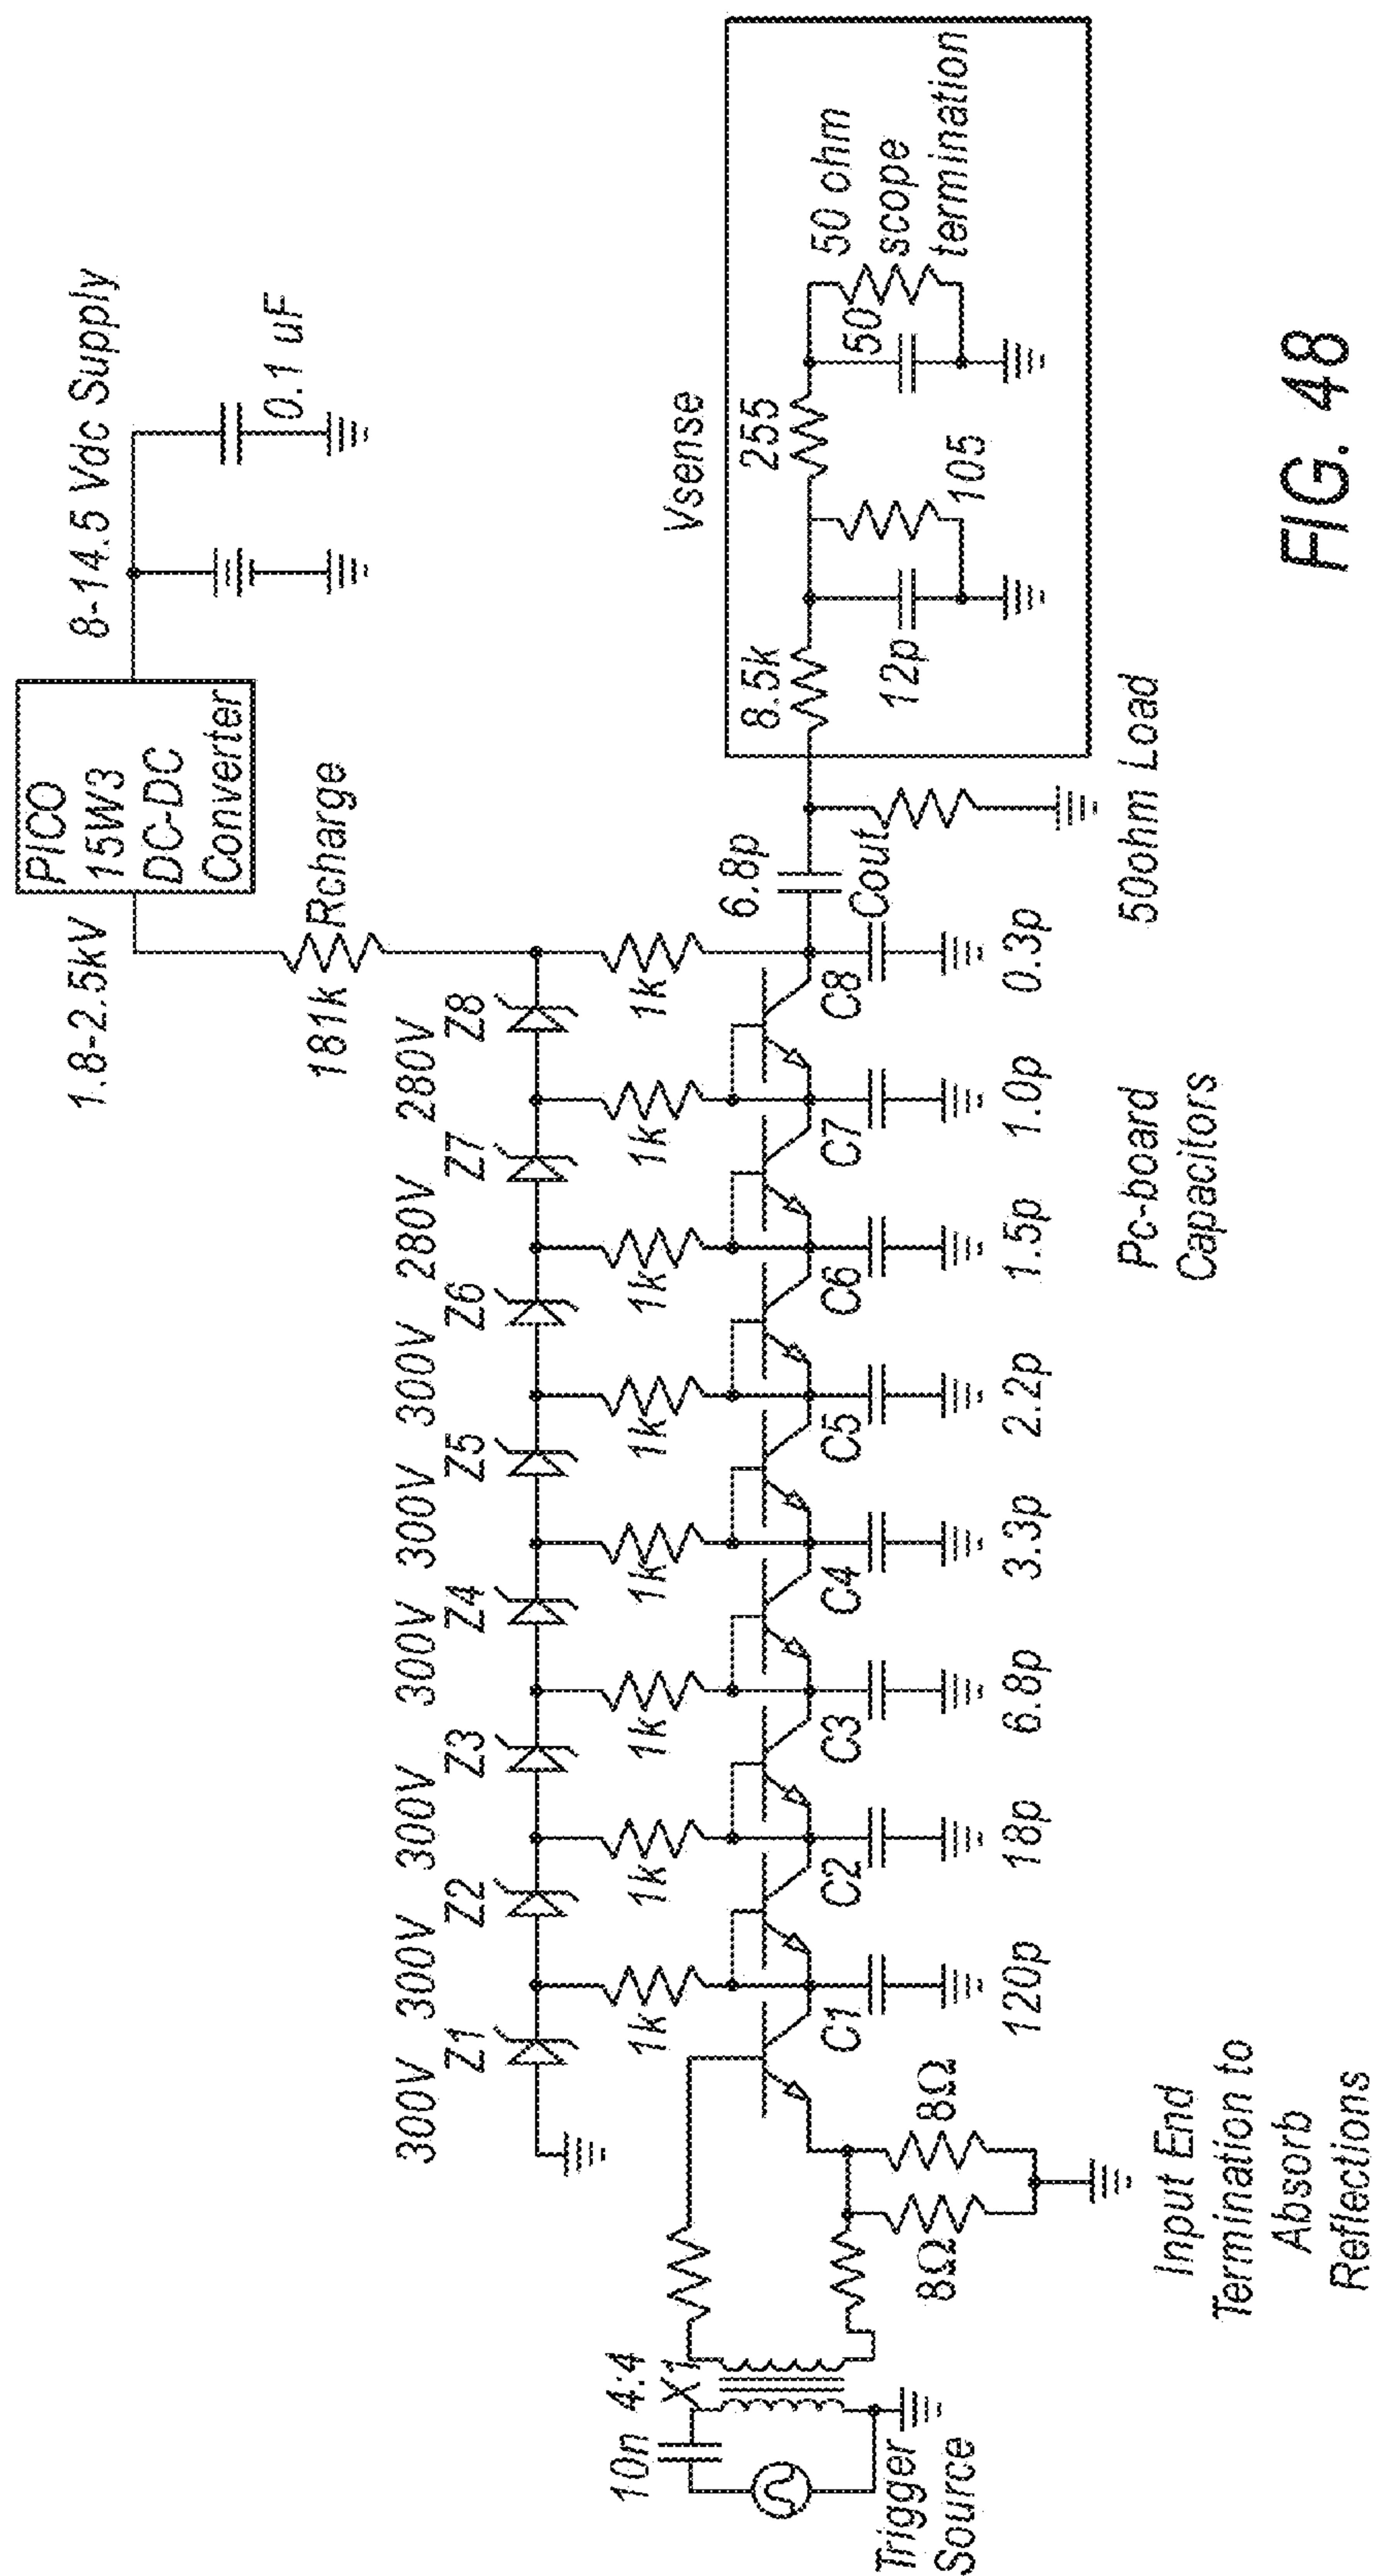 PICO
15W3
DC-DC
Converter
8-14.5 Vdc Supply
0.1 uF
1.8-2.5kV
181k
Rcharge
300V 300V 300V 300V 300V 300V 280V 280V
Z1 Z2 Z3 Z4 Z5 Z6 Z7 Z8
1k 1k 1k 1k 1k 1k 1k 1k
10n 4:4
X1
Trigger
Source
8Ω 8Ω
C1 C2 C3 C4 C5 C6 C7 C8
120p 18p 6.8p 3.3p 2.2p 1.5p 1.0p 0.3p
6.8p
Cout
50ohm Load
Vsense
8.5k
12p
255
105
50
50 ohm
scope
termination
Input End
Termination to
Absorb
Reflections
Pc-board
Capacitors
FIG. 48